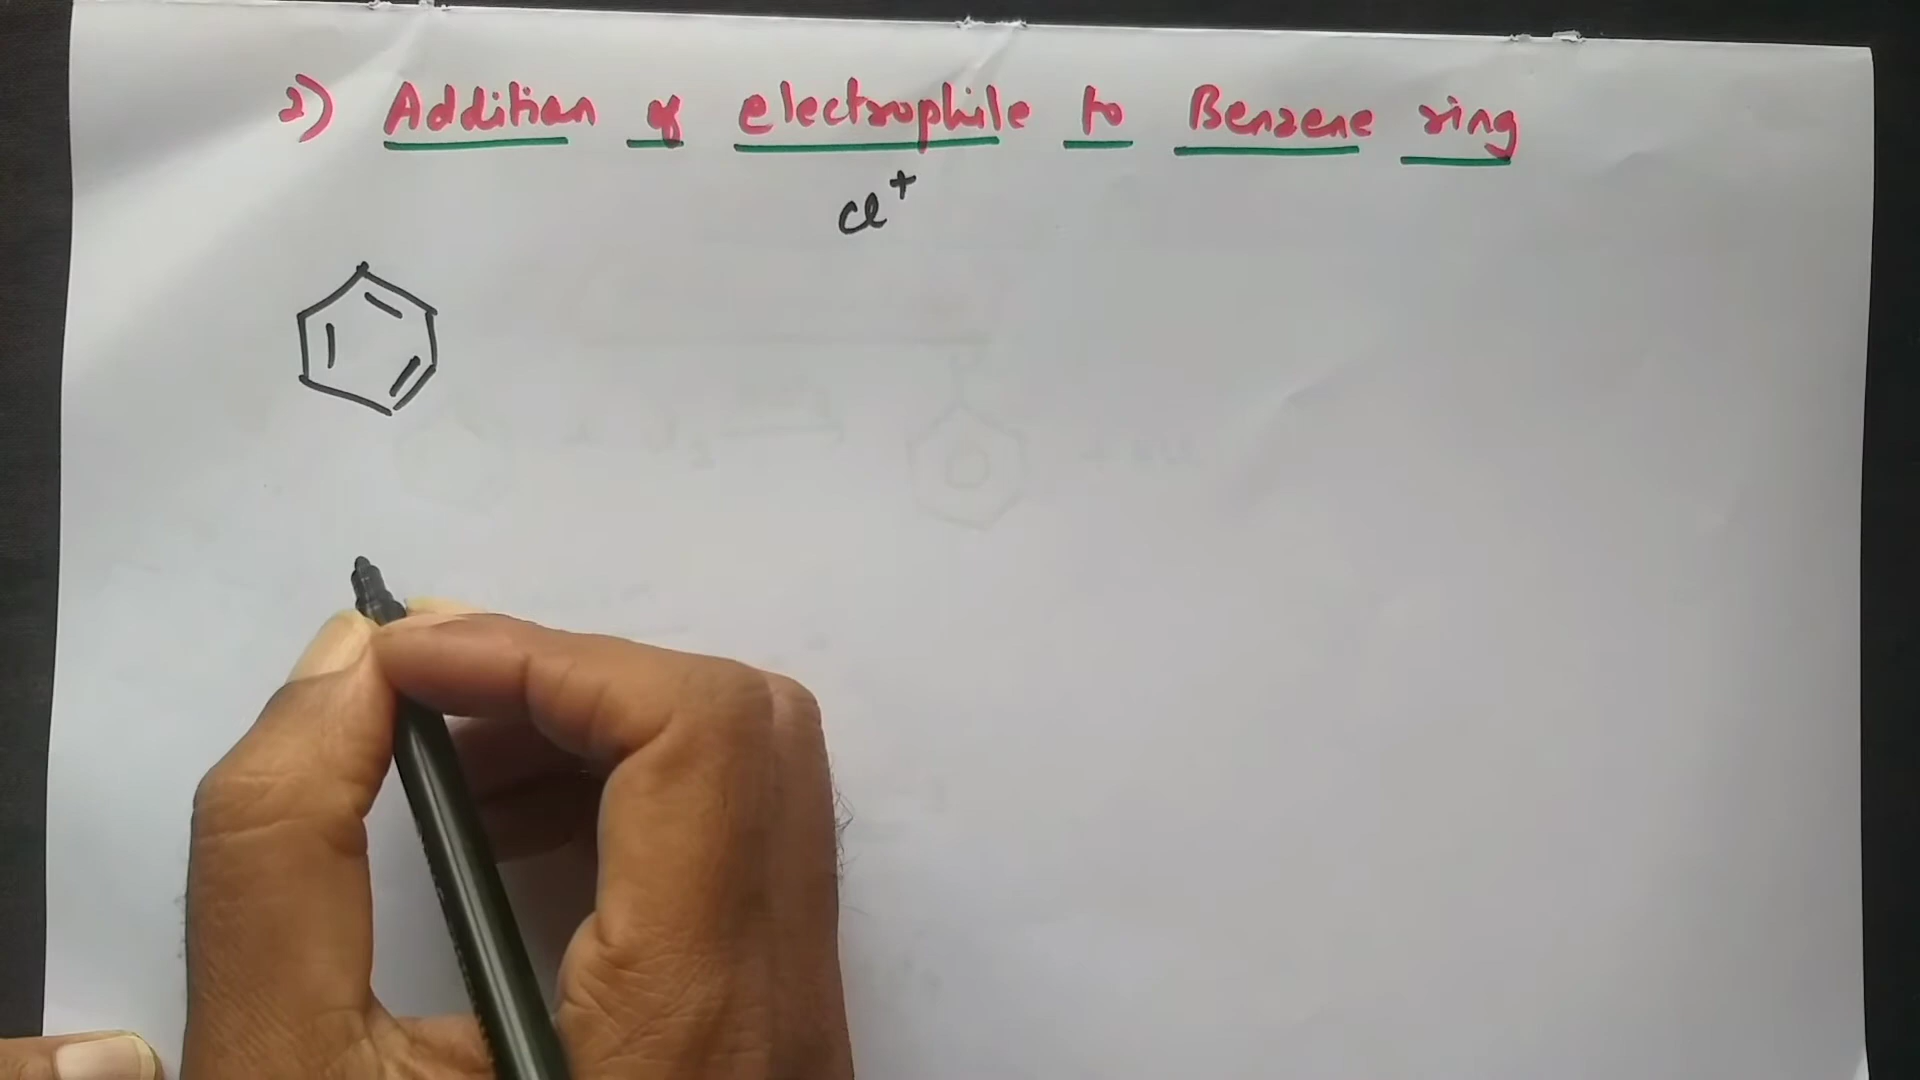 2) Addition of electrophile to Benzene ring
Cl⁺